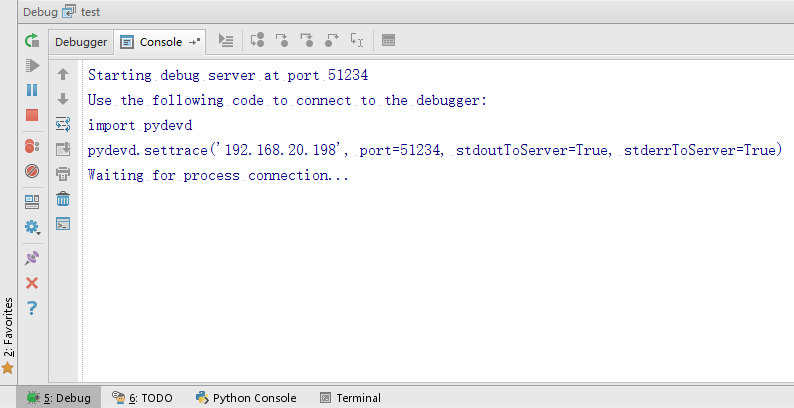 Debug test
Debugger Console
Starting debug server at port 51234
Use the following code to connect to the debugger:
import pydevd
pydevd.settrace('192.168.20.198', port=51234, stdoutToServer=True, stderrToServer=True)
Waiting for process connection...
2: Favorites
5: Debug 6: TODO Python Console Terminal